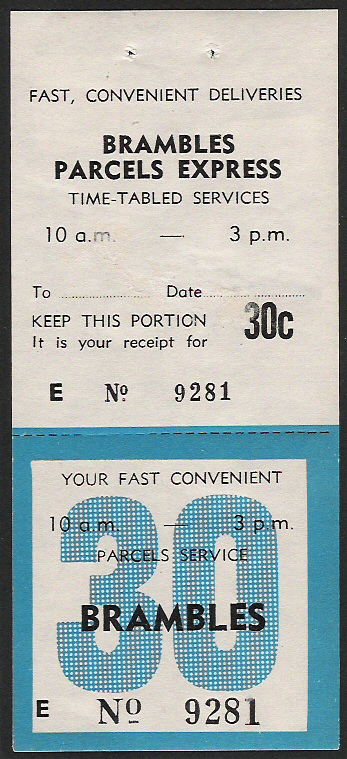 FAST, CONVENIENT DELIVERIES
BRAMBLES
PARCELS EXPRESS
TIME-TABLED SERVICES
10 a.m. — 3 p.m.
To .................... Date........................
KEEP THIS PORTION 30c
It is your receipt for
E Nº 9281
YOUR FAST CONVENIENT
30
10 a.m. — 3 p.m.
PARCELS SERVICE
BRAMBLES
E Nº 9281